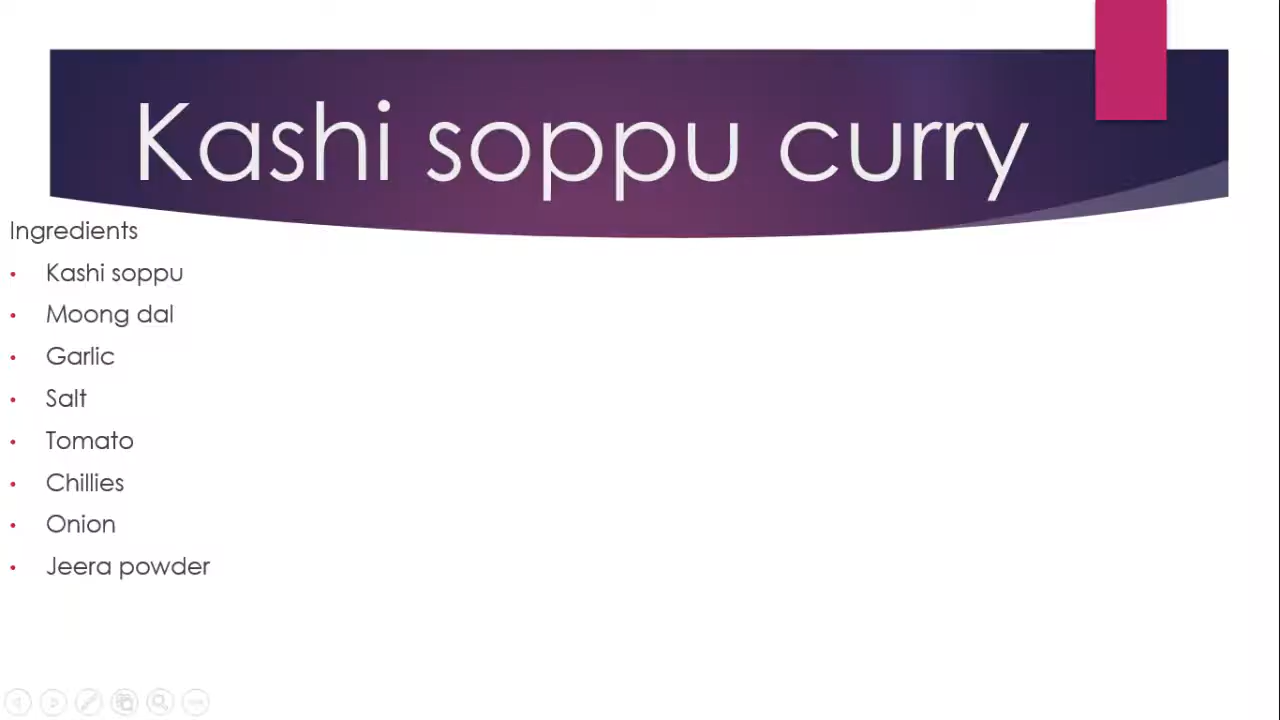 Kashi soppu curry
Ingredients
• Kashi soppu
• Moong dal
• Garlic
• Salt
• Tomato
• Chillies
• Onion
• Jeera powder